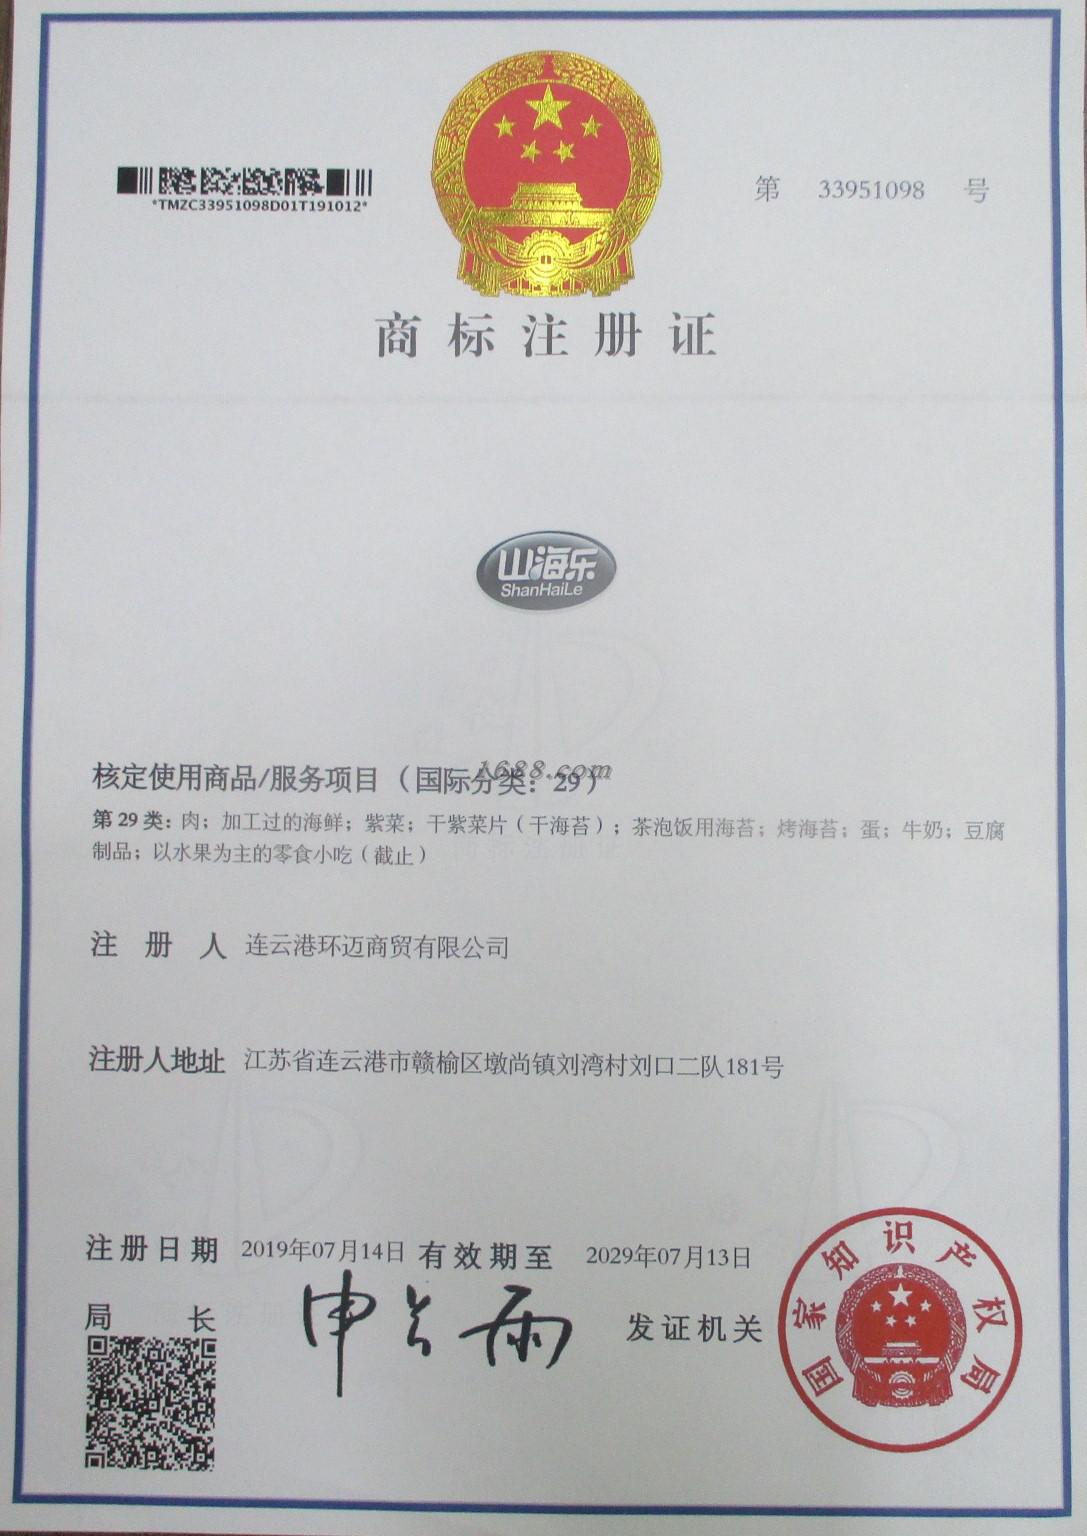 *TMZC33951098D01T191012*
第 33951098 号
商标注册证
山海乐
ShanHaiLe
1688.com
核定使用商品/服务项目（国际分类：29）
第29类：肉；加工过的海鲜；紫菜；干紫菜片（干海苔）；茶泡饭用海苔；烤海苔；蛋；牛奶；豆腐
制品；以水果为主的零食小吃（截止）
注册人 连云港环迈商贸有限公司
注册人地址 江苏省连云港市赣榆区墩尚镇刘湾村刘口二队181号
注册日期 2019年07月14日 有效期至 2029年07月13日
局长 申长雨 发证机关
国家知识产权局